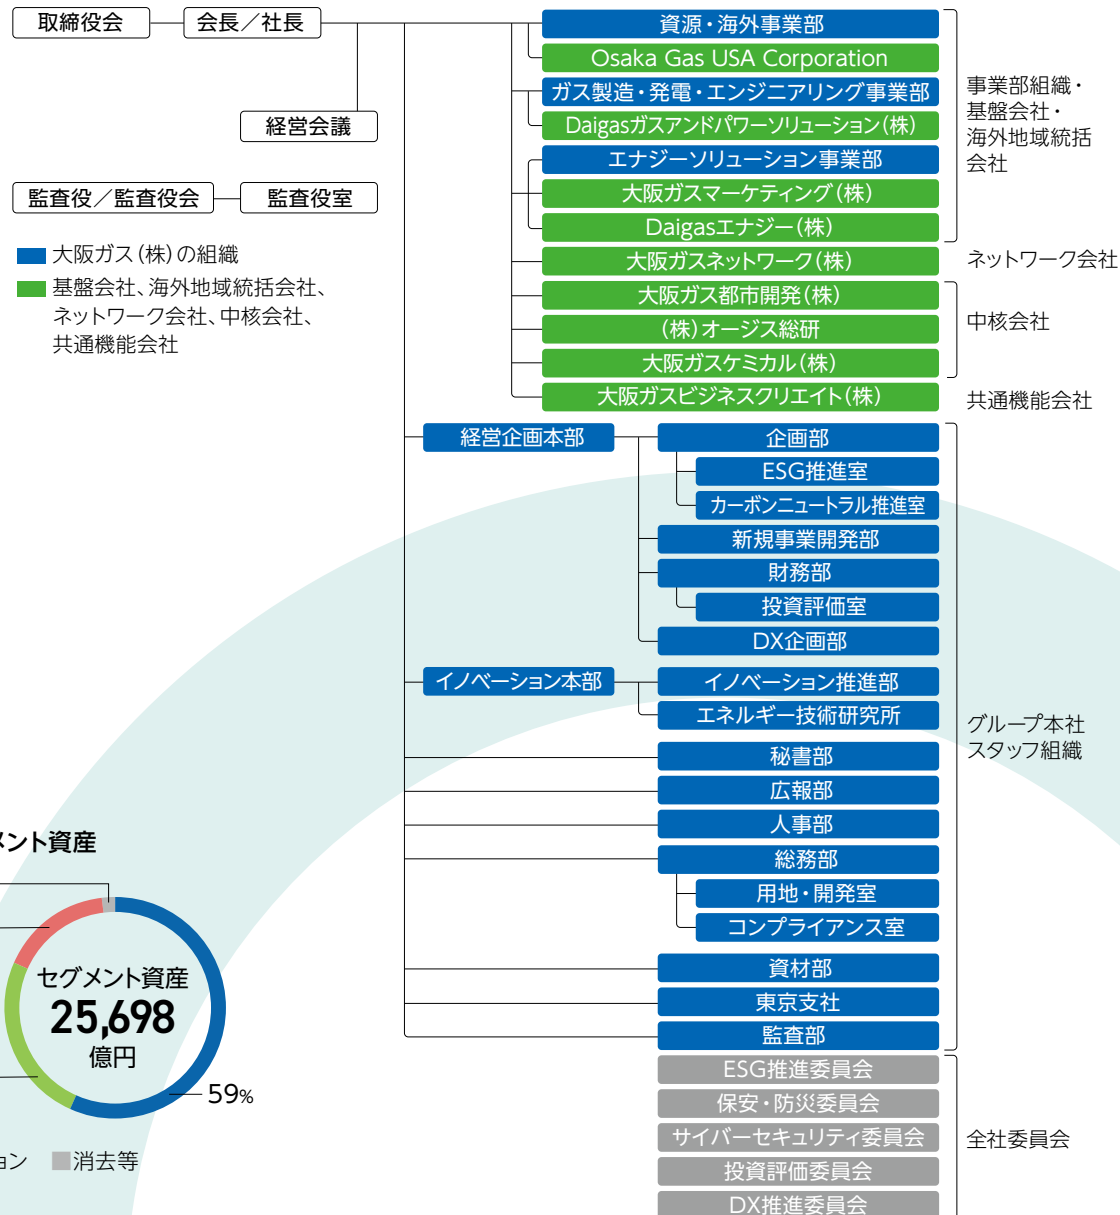 取締役会
会長／社長
経営会議
監査役／監査役会
監査役室
大阪ガス(株)の組織
基盤会社、海外地域統括会社、
ネットワーク会社、中核会社、
共通機能会社
資源・海外事業部
Osaka Gas USA Corporation
ガス製造・発電・エンジニアリング事業部
Daigasガスアンドパワーソリューション(株)
エナジーソリューション事業部
大阪ガスマーケティング(株)
Daigasエナジー(株)
事業部組織・
基盤会社・
海外地域統括
会社
大阪ガスネットワーク(株)
ネットワーク会社
大阪ガス都市開発(株)
(株)オージス総研
大阪ガスケミカル(株)
中核会社
大阪ガスビジネスクリエイト(株)
共通機能会社
経営企画本部
企画部
ESG推進室
カーボンニュートラル推進室
新規事業開発部
財務部
投資評価室
DX企画部
イノベーション本部
イノベーション推進部
エネルギー技術研究所
秘書部
広報部
人事部
総務部
用地・開発室
コンプライアンス室
資材部
東京支社
監査部
グループ本社
スタッフ組織
ESG推進委員会
保安・防災委員会
サイバーセキュリティ委員会
投資評価委員会
DX推進委員会
全社委員会
メント資産
セグメント資産
25,698
億円
59%
ョン
消去等